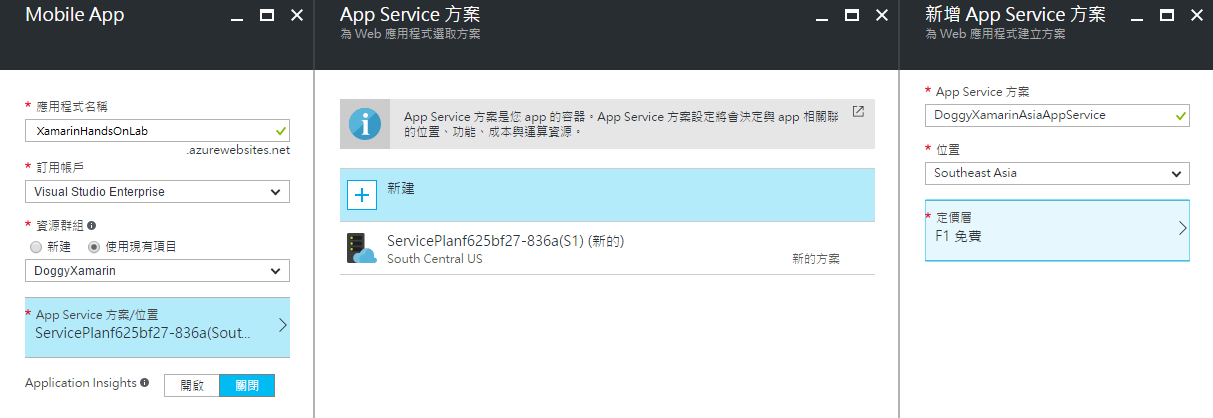 Mobile App
* 應用程式名稱
XamarinHandsOnLab
.azurewebsites.net
* 訂用帳戶
Visual Studio Enterprise
* 資源群組
新建 使用現有項目
DoggyXamarin
* App Service 方案/位置
ServicePlanf625bf27-836a(Sout...
Application Insights
開啟 關閉
App Service 方案
為 Web 應用程式選取方案
App Service 方案是您 app 的容器。App Service 方案設定將會決定與 app 相關聯
的位置、功能、成本與運算資源。
新建
ServicePlanf625bf27-836a(S1) (新的)
South Central US
新的方案
新增 App Service 方案
為 Web 應用程式建立方案
* App Service 方案
DoggyXamarinAsiaAppService
* 位置
Southeast Asia
* 定價層
F1 免費